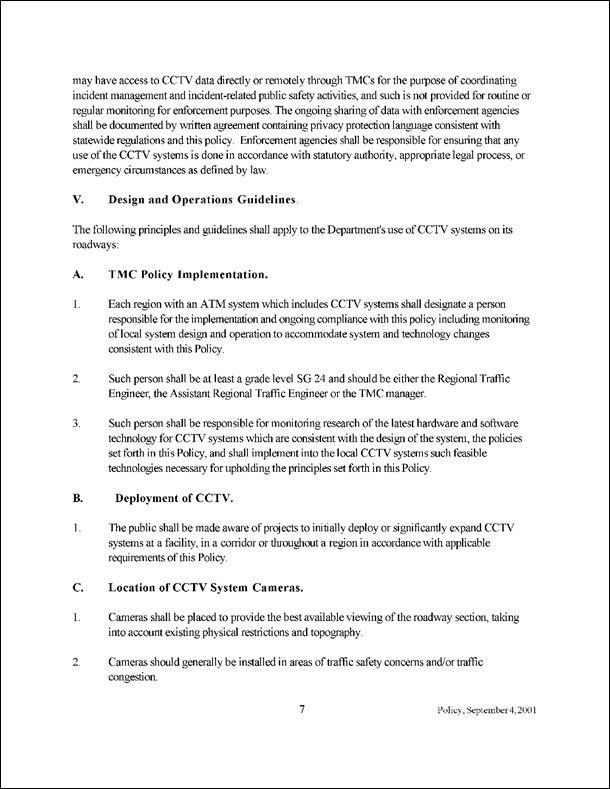 may have access to CCTV data directly or remotely through TMCs for the purpose of coordinating
incident management and incident-related public safety activities, and such is not provided for routine or
regular monitoring for enforcement purposes. The ongoing sharing of data with enforcement agencies
shall be documented by written agreement containing privacy protection language consistent with
statewide regulations and this policy. Enforcement agencies shall be responsible for ensuring that any
use of the CCTV systems is done in accordance with statutory authority, appropriate legal process, or
emergency circumstances as defined by law.
V. Design and Operations Guidelines.
The following principles and guidelines shall apply to the Department's use of CCTV systems on its
roadways:
A. TMC Policy Implementation.
1. Each region with an ATM system which includes CCTV systems shall designate a person
responsible for the implementation and ongoing compliance with this policy including monitoring
of local system design and operation to accommodate system and technology changes
consistent with this Policy.
2. Such person shall be at least a grade level SG 24 and should be either the Regional Traffic
Engineer, the Assistant Regional Traffic Engineer or the TMC manager.
3. Such person shall be responsible for monitoring research of the latest hardware and software
technology for CCTV systems which are consistent with the design of the system, the policies
set forth in this Policy, and shall implement into the local CCTV systems such feasible
technologies necessary for upholding the principles set forth in this Policy.
B. Deployment of CCTV.
1. The public shall be made aware of projects to initially deploy or significantly expand CCTV
systems at a facility, in a corridor or throughout a region in accordance with applicable
requirements of this Policy.
C. Location of CCTV System Cameras.
1. Cameras shall be placed to provide the best available viewing of the roadway section, taking
into account existing physical restrictions and topography.
2. Cameras should generally be installed in areas of traffic safety concerns and/or traffic
congestion.
7 Policy, September 4, 2001